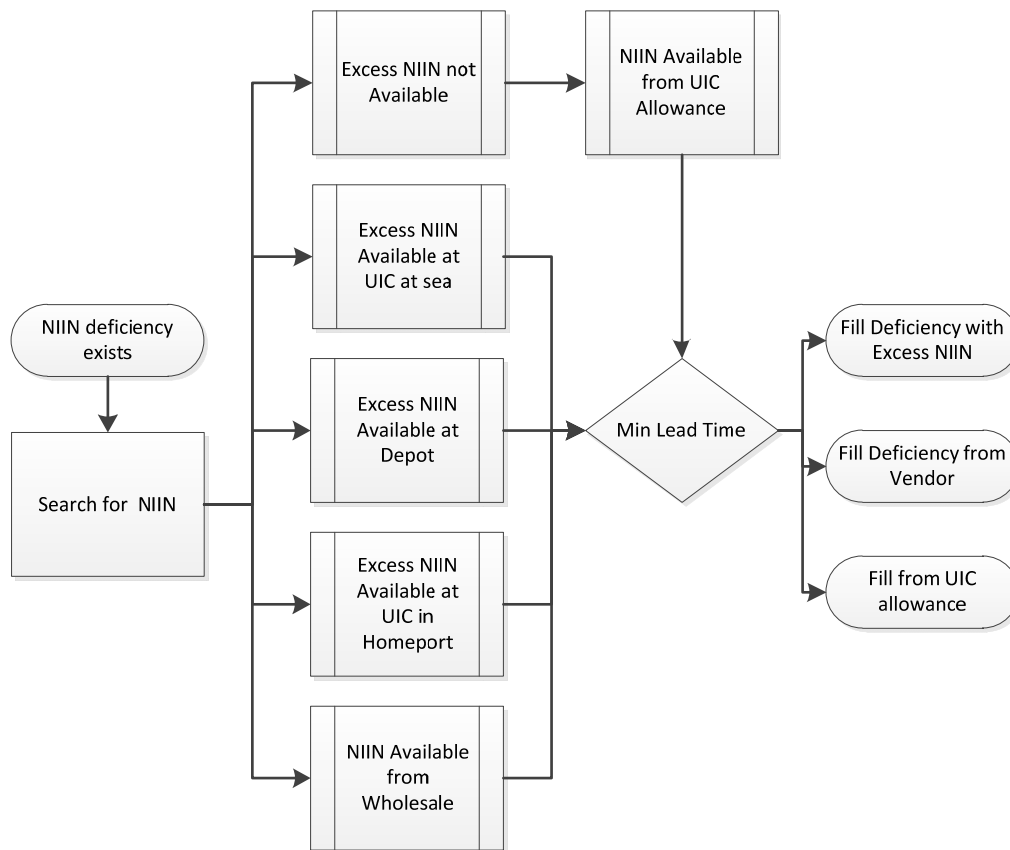 NIIN deficiency
exists
Search for NIIN
Excess NIIN not
Available
NIIN Available
from UIC
Allowance
Excess NIIN
Available at
UIC at sea
Excess NIIN
Available at
Depot
Excess NIIN
Available at
UIC in
Homeport
NIIN Available
from
Wholesale
Min Lead Time
Fill Deficiency with
Excess NIIN
Fill Deficiency from
Vendor
Fill from UIC
allowance